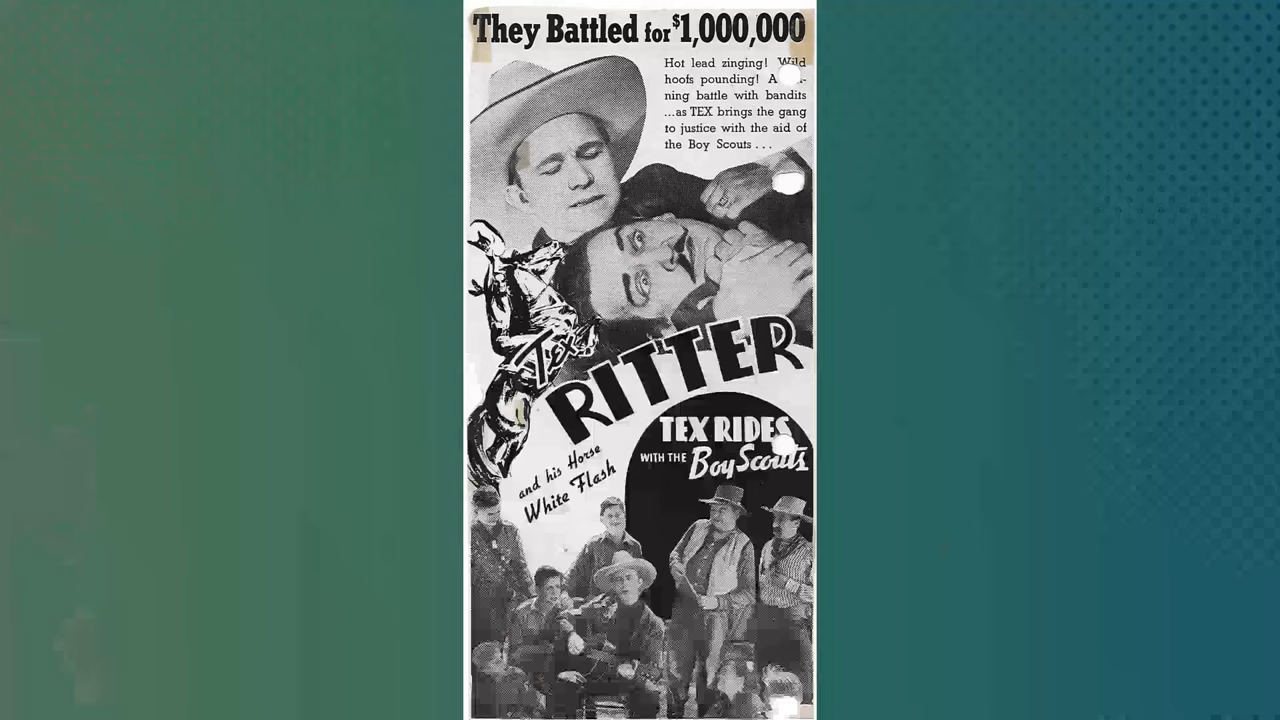 They Battled for $1,000,000
Hot lead zinging! Wild
hoofs pounding! A
ning battle with bandits
...as TEX brings the gang
to justice with the aid of
the Boy Scouts...
TEX
RITTER
and his Horse
White Flash
TEX RIDES
WITH THE Boy Scouts